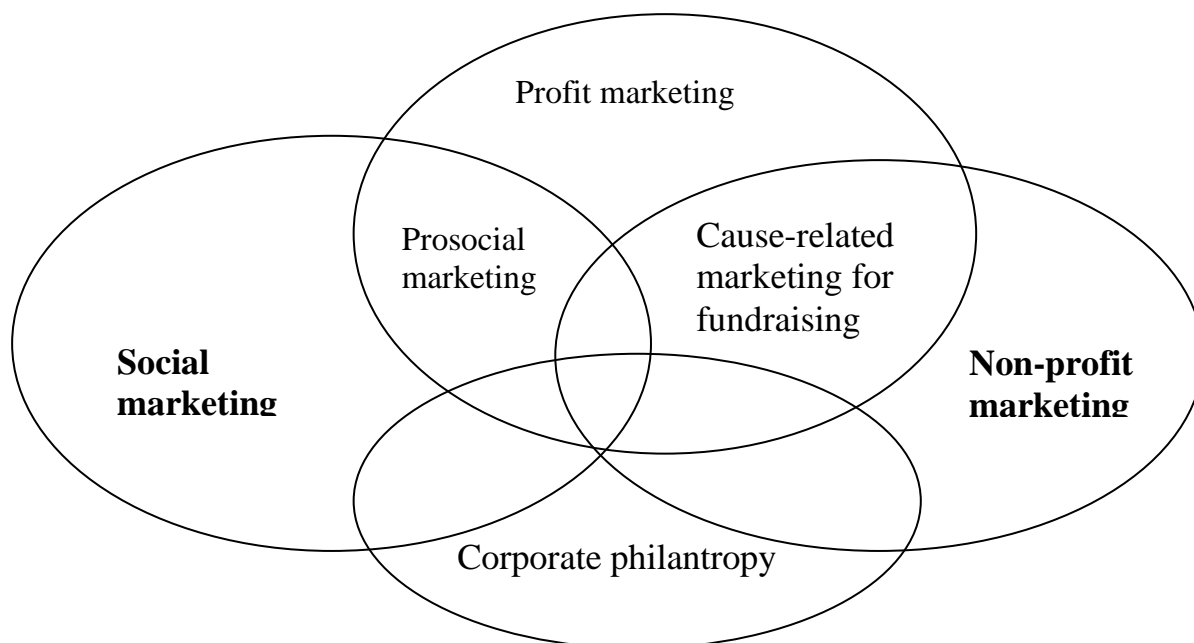 Profit marketing
Prosocial
marketing
Cause-related
marketing for
fundraising
Social
marketing
Non-profit
marketing
Corporate philantropy